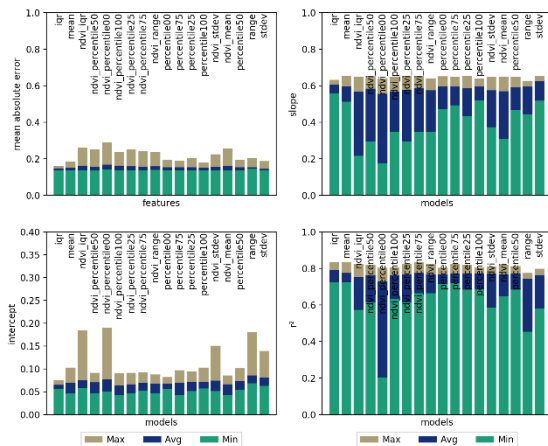 1.0
0.8
0.6
0.4
0.2
0.0
mean absolute error
iqr
mean
ndvi_iqr
ndvi_percentile50
ndvi_percentile00
ndvi_percentile100
ndvi_percentile25
ndvi_percentile75
ndvi_range
percentile00
percentile75
percentile25
percentile100
ndvi_stdev
ndvi_mean
percentile50
range
stdev
features
1.0
0.8
0.6
0.4
0.2
0.0
slope
iqr
mean
ndvi_iqr
ndvi_percentile50
ndvi_percentile00
ndvi_percentile100
ndvi_percentile25
ndvi_percentile75
ndvi_range
percentile00
percentile75
percentile25
percentile100
ndvi_stdev
ndvi_mean
percentile50
range
stdev
models
0.40
0.35
0.30
0.25
0.20
0.15
0.10
0.05
0.00
intercept
iqr
mean
ndvi_iqr
ndvi_percentile50
ndvi_percentile00
ndvi_percentile100
ndvi_percentile25
ndvi_percentile75
ndvi_range
percentile00
percentile75
percentile25
percentile100
ndvi_stdev
ndvi_mean
percentile50
range
stdev
models
1.0
0.8
0.6
0.4
0.2
0.0
r²
iqr
mean
ndvi_iqr
ndvi_percentile50
ndvi_percentile00
ndvi_percentile100
ndvi_percentile25
ndvi_percentile75
ndvi_range
percentile00
percentile75
percentile25
percentile100
ndvi_stdev
ndvi_mean
percentile50
range
stdev
models
Max Avg Min
Max Avg Min